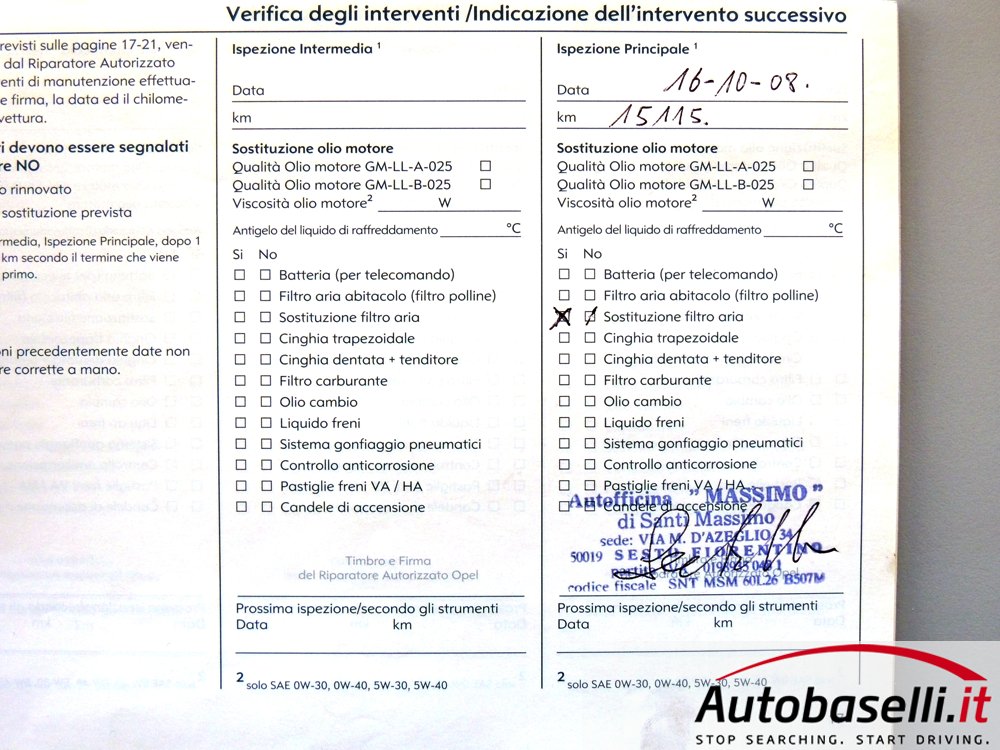 Verifica degli interventi /Indicazione dell'intervento successivo
revisti sulle pagine 17-21, ven-
dal Riparatore Autorizzato
enti di manutenzione effettua-
e firma, la data ed il chilome-
vettura.
ri devono essere segnalati
re NO
o rinnovato
sostituzione prevista
rmedia, Ispezione Principale, dopo 1
km secondo il termine che viene
primo.
oni precedentemente date non
re corrette a mano.
Ispezione Intermedia 1
Data
km
Sostituzione olio motore
Qualità Olio motore GM-LL-A-025 □
Qualità Olio motore GM-LL-B-025 □
Viscosità olio motore2 W
Antigelo del liquido di raffreddamento °C
Si No
□ □ Batteria (per telecomando)
□ □ Filtro aria abitacolo (filtro polline)
□ □ Sostituzione filtro aria
□ □ Cinghia trapezoidale
□ □ Cinghia dentata + tenditore
□ □ Filtro carburante
□ □ Olio cambio
□ □ Liquido freni
□ □ Sistema gonfiaggio pneumatici
□ □ Controllo anticorrosione
□ □ Pastiglie freni VA / HA
□ □ Candele di accensione
Timbro e Firma
del Riparatore Autorizzato Opel
Prossima ispezione/secondo gli strumenti
Data km
2 solo SAE 0W-30, 0W-40, 5W-30, 5W-40
Ispezione Principale 1
Data 16-10-08.
km 15115.
Sostituzione olio motore
Qualità Olio motore GM-LL-A-025 □
Qualità Olio motore GM-LL-B-025 □
Viscosità olio motore2 W
Antigelo del liquido di raffreddamento °C
Si No
□ □ Batteria (per telecomando)
□ □ Filtro aria abitacolo (filtro polline)
☒ □ Sostituzione filtro aria
□ □ Cinghia trapezoidale
□ □ Cinghia dentata + tenditore
□ □ Filtro carburante
□ □ Olio cambio
□ □ Liquido freni
□ □ Sistema gonfiaggio pneumatici
□ □ Controllo anticorrosione
□ □ Pastiglie freni VA / HA
□ □ Candele di accensione
Autofficina " MASSIMO "
di Santi Massimo
sede: VIA M. D'AZEGLIO, 34
50019 SESTO FIORENTINO
partita
codice fiscale SNT MSM 60L26 B507M
Autorizzato Opel
Prossima ispezione/secondo gli strumenti
Data km
2 solo SAE 0W-30, 0W-40, 5W-30, 5W-40
Autobaselli.it
STOP SEARCHING. START DRIVING.